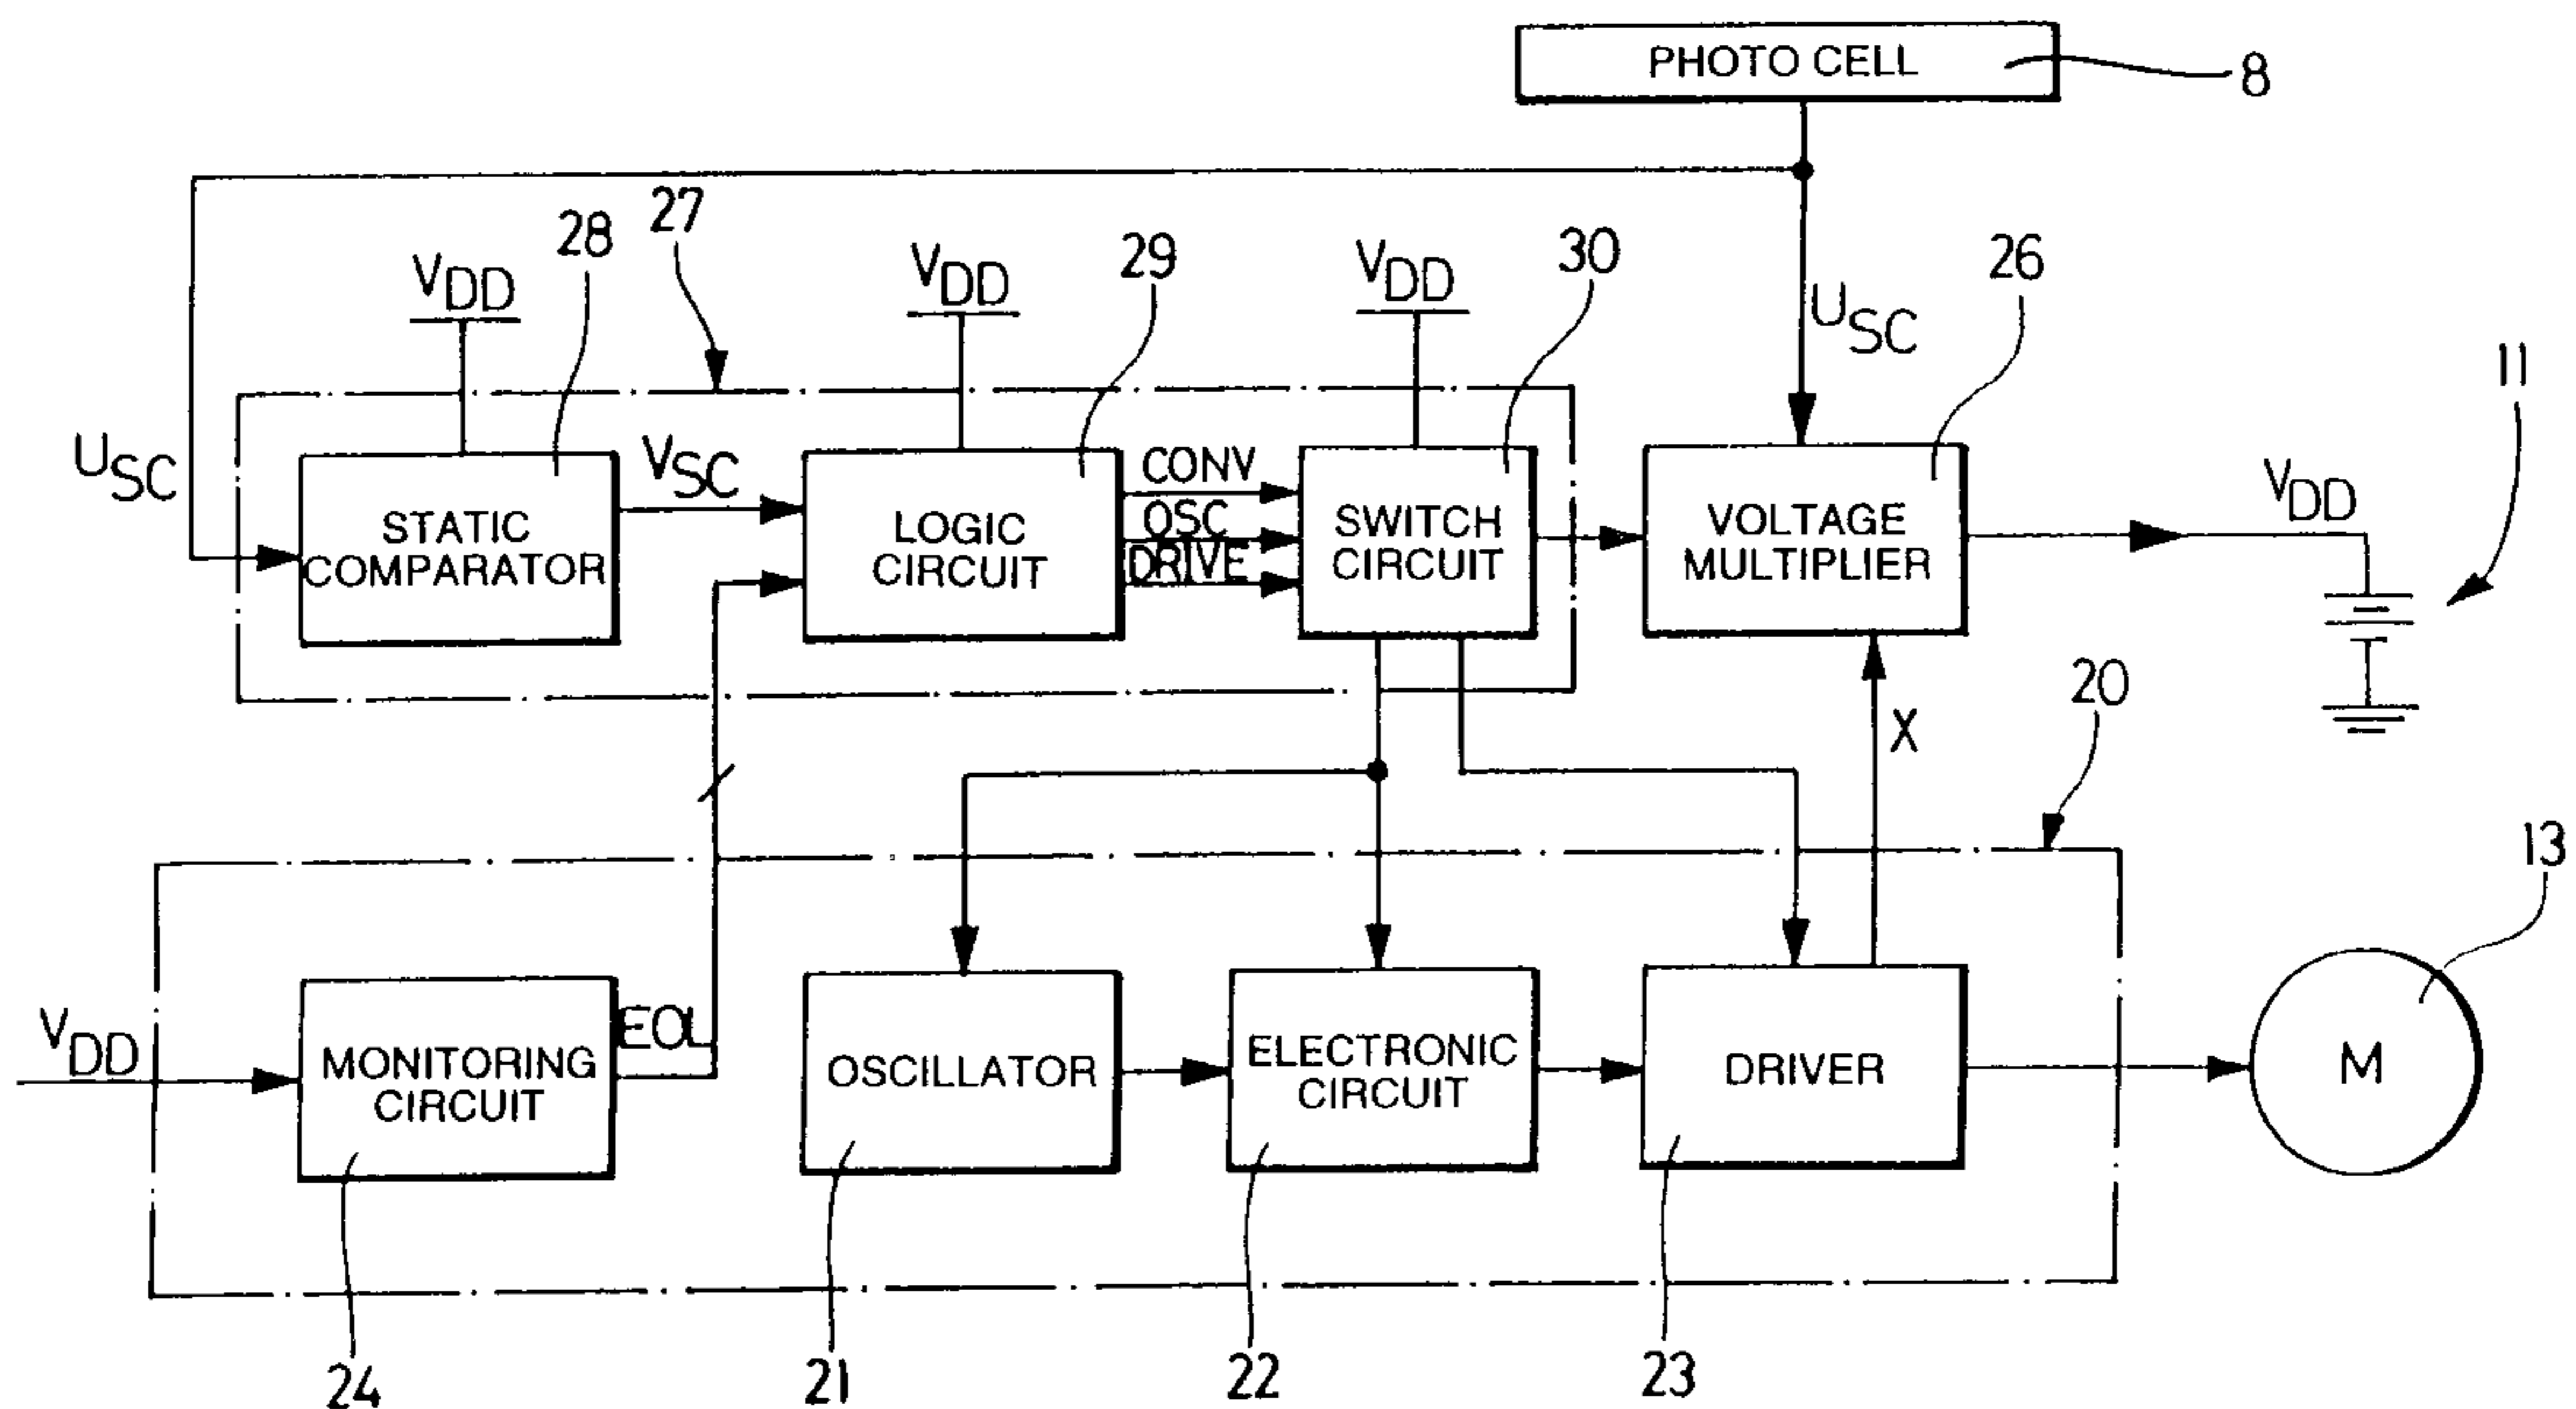 PHOTO CELL
8
27
28
VDD
29
VDD
30
VDD
USC
26
11
USC
STATIC
COMPARATOR
VSC
LOGIC
CIRCUIT
CONV
OSC
DRIVE
SWITCH
CIRCUIT
VOLTAGE
MULTIPLIER
VDD
X
20
13
VDD
MONITORING
CIRCUIT
EOL
OSCILLATOR
ELECTRONIC
CIRCUIT
DRIVER
M
24
21
22
23